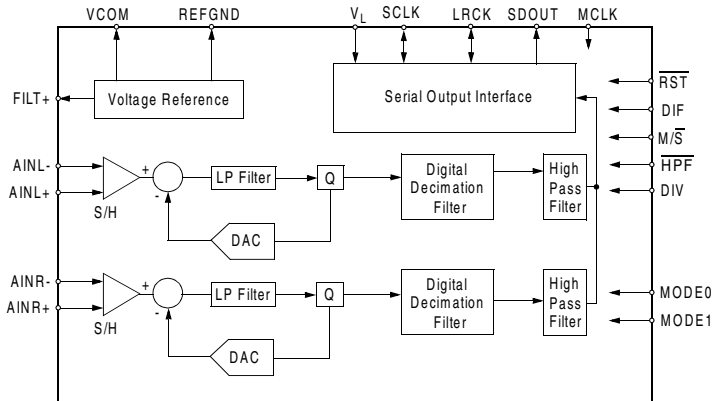 VCOM REFGND VL SCLK LRCK SDOUT MCLK
RST
FILT+ Voltage Reference Serial Output Interface
DIF
M/S
HPF
DIV
AINL-
AINL+
S/H
+
-
LP Filter
Q
DAC
Digital
Decimation
Filter
High
Pass
Filter
MODE0
MODE1
AINR-
AINR+
S/H
+
-
LP Filter
Q
DAC
Digital
Decimation
Filter
High
Pass
Filter